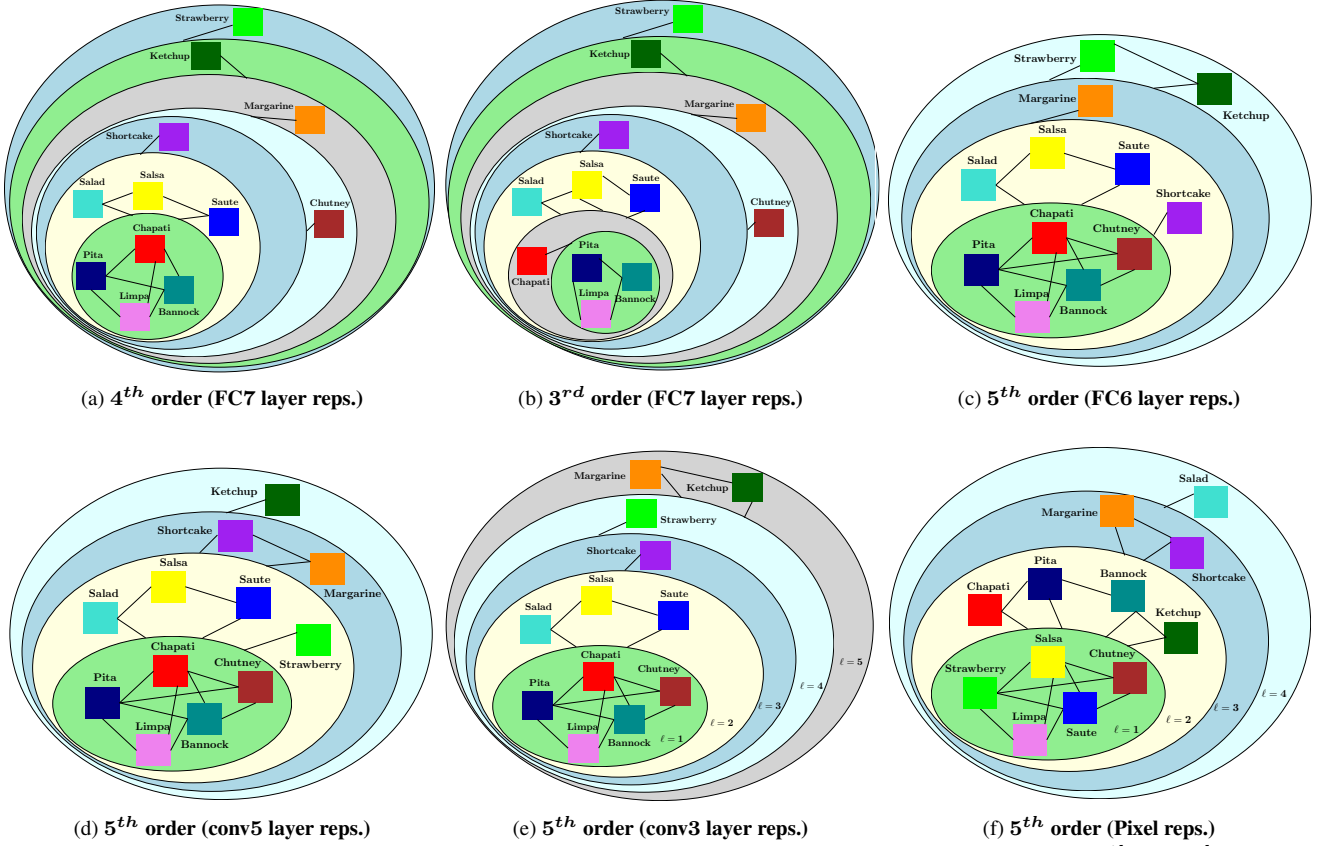 Strawberry
Ketchup
Margarine
Shortcake
Salad
Salsa
Saute
Chutney
Chapati
Pita
Limpa
Bannock
(a) 4th order (FC7 layer reps.)
Strawberry
Ketchup
Margarine
Shortcake
Salad
Salsa
Saute
Chutney
Pita
Chapati
Limpa
Bannock
(b) 3rd order (FC7 layer reps.)
Strawberry
Ketchup
Margarine
Salsa
Salad
Saute
Shortcake
Chapati
Chutney
Pita
Limpa
Bannock
(c) 5th order (FC6 layer reps.)
Ketchup
Shortcake
Margarine
Salsa
Saute
Salad
Strawberry
Chapati
Chutney
Pita
Limpa
Bannock
(d) 5th order (conv5 layer reps.)
Margarine
Ketchup
Strawberry
Shortcake
Salsa
Saute
Salad
Chapati
Chutney
Pita
Limpa
Bannock
ℓ = 1
ℓ = 2
ℓ = 3
ℓ = 4
ℓ = 5
(e) 5th order (conv3 layer reps.)
Salad
Margarine
Shortcake
Pita
Bannock
Chapati
Ketchup
Salsa
Strawberry
Chutney
Limpa
Saute
ℓ = 1
ℓ = 2
ℓ = 3
ℓ = 4
(f) 5th order (Pixel reps.)